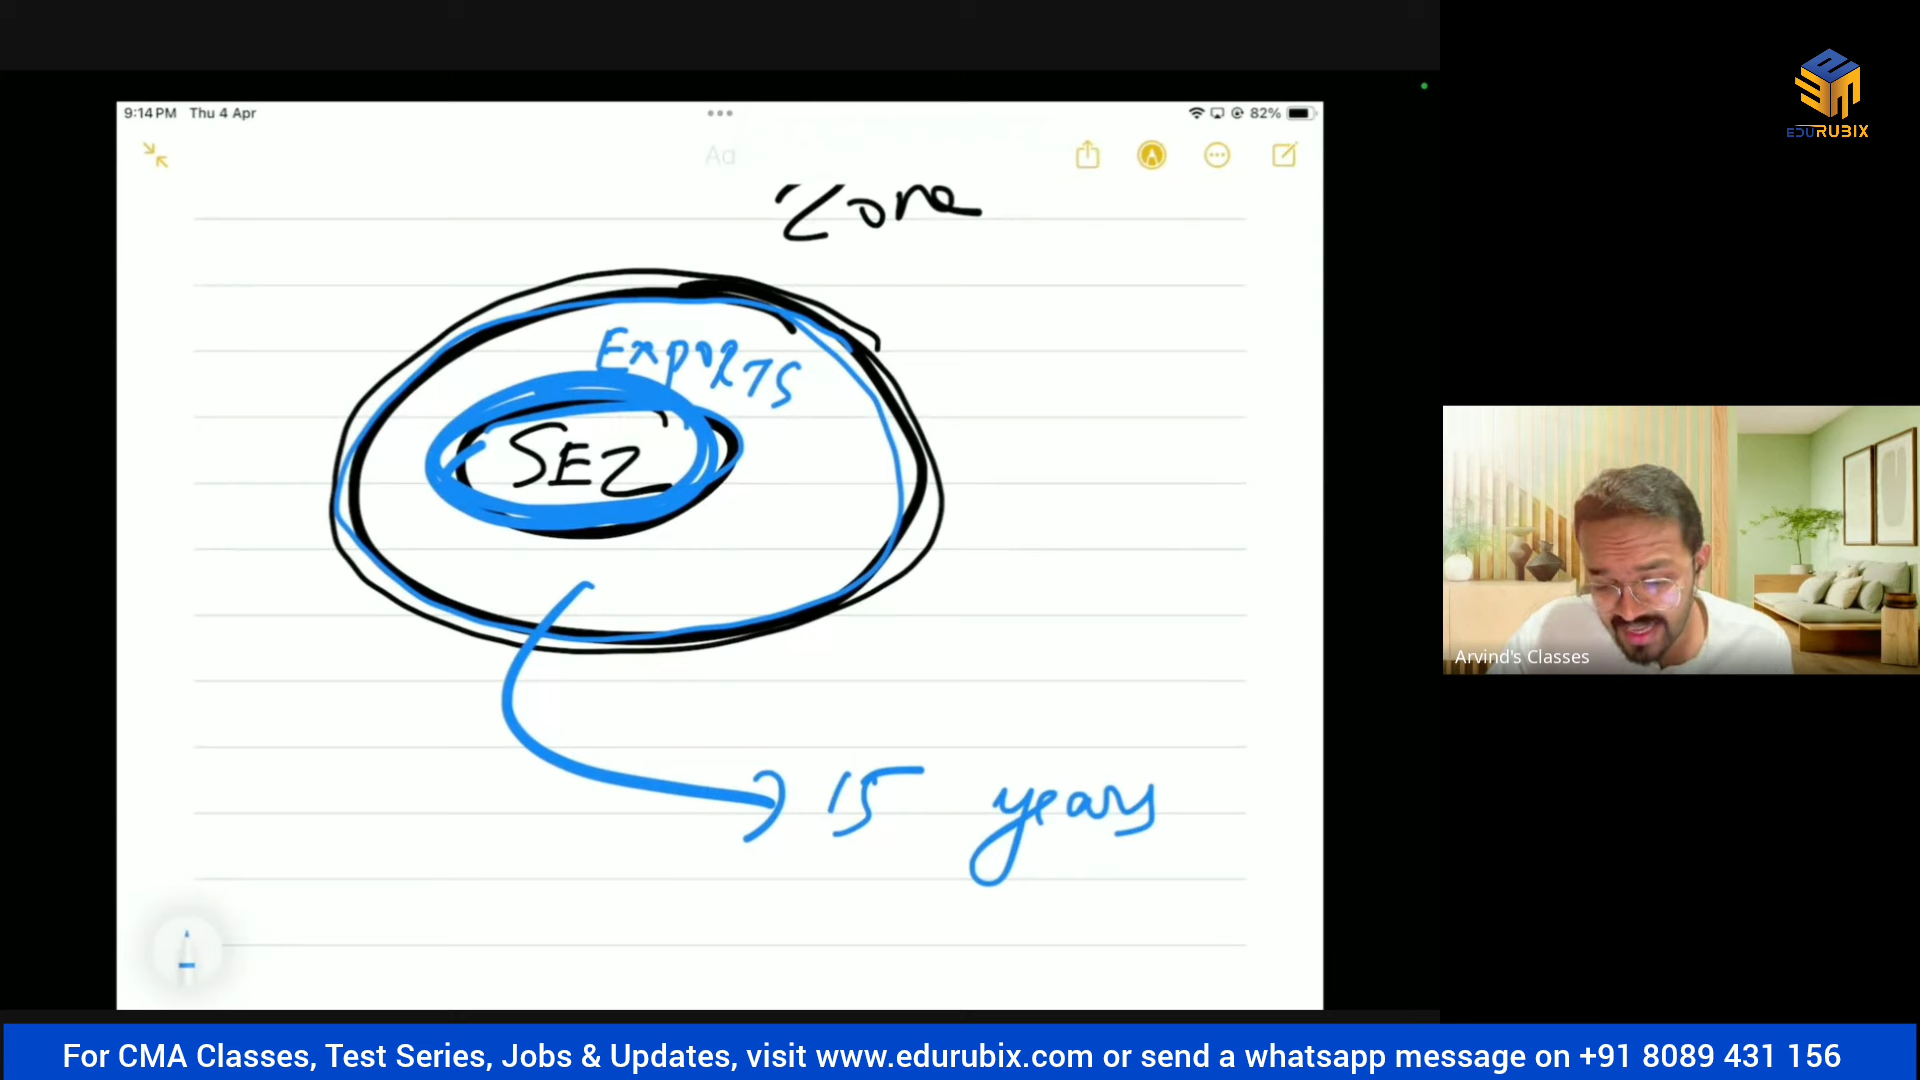 9:14 PM Thu 4 Apr
82%
Aa
Zone
EXPORTS
SEZ
15 years
EDURUBIX
Arvind's Classes
For CMA Classes, Test Series, Jobs & Updates, visit www.edurubix.com or send a whatsapp message on +91 8089 431 156